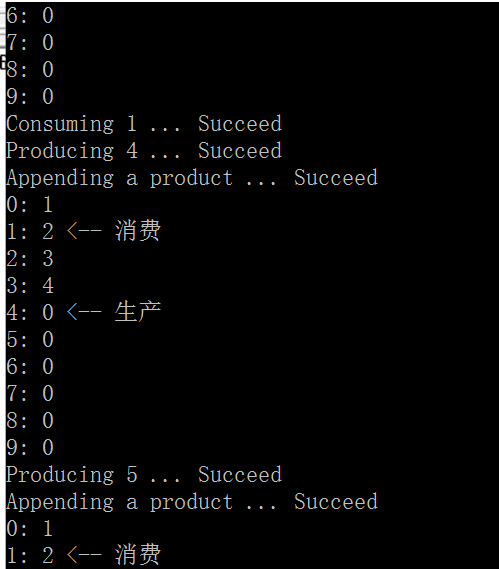 6: 0
7: 0
8: 0
9: 0
Consuming 1 ... Succeed
Producing 4 ... Succeed
Appending a product ... Succeed
0: 1
1: 2 <-- 消费
2: 3
3: 4
4: 0 <-- 生产
5: 0
6: 0
7: 0
8: 0
9: 0
Producing 5 ... Succeed
Appending a product ... Succeed
0: 1
1: 2 <-- 消费